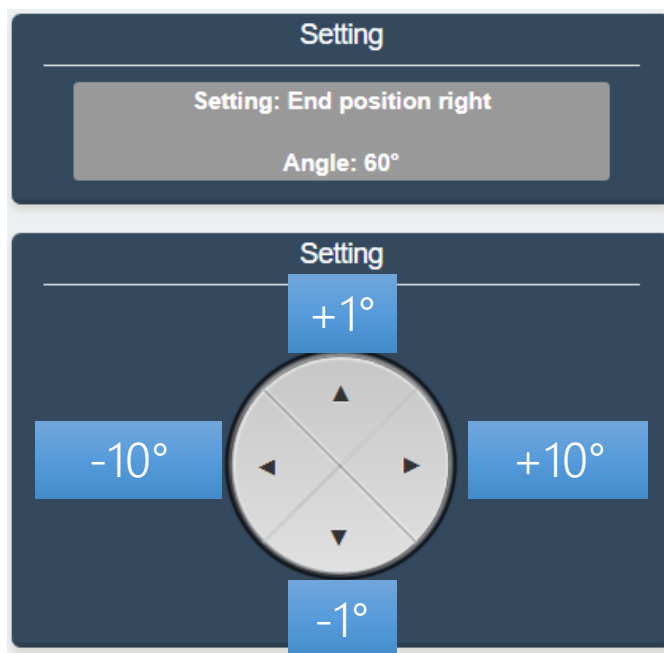 Setting
Setting: End position right
Angle: 60°
Setting
+1°
-10°
+10°
-1°